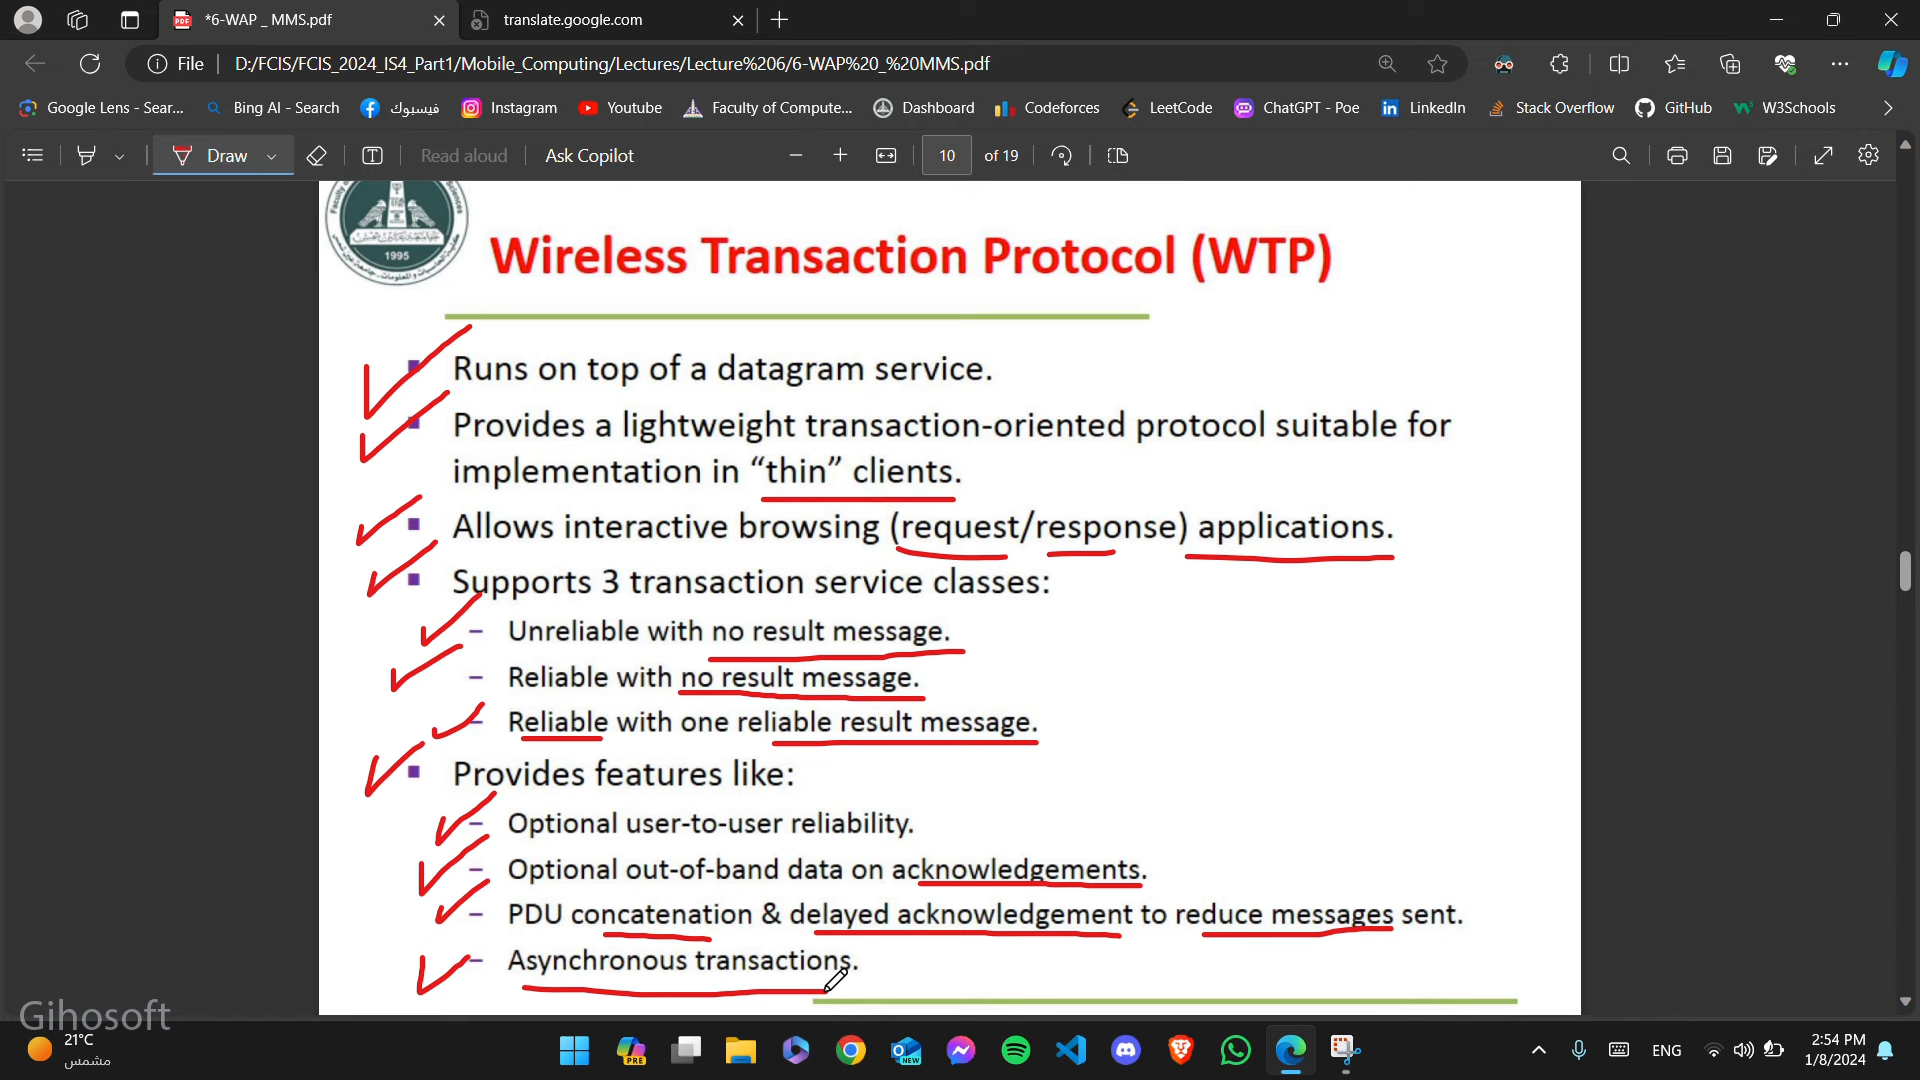 *6-WAP _ MMS.pdf
translate.google.com
File
D:/FCIS/FCIS_2024_IS4_Part1/Mobile_Computing/Lectures/Lecture%206/6-WAP%20_%20MMS.pdf
Google Lens - Sear...
Bing AI - Search
فيسبوك
Instagram
Youtube
Faculty of Compute...
Dashboard
Codeforces
LeetCode
ChatGPT - Poe
LinkedIn
Stack Overflow
GitHub
W3Schools
Draw
Read aloud
Ask Copilot
10
of 19
1995
Wireless Transaction Protocol (WTP)
Runs on top of a datagram service.
Provides a lightweight transaction-oriented protocol suitable for
implementation in “thin” clients.
Allows interactive browsing (request/response) applications.
Supports 3 transaction service classes:
– Unreliable with no result message.
– Reliable with no result message.
– Reliable with one reliable result message.
Provides features like:
– Optional user-to-user reliability.
– Optional out-of-band data on acknowledgements.
– PDU concatenation & delayed acknowledgement to reduce messages sent.
– Asynchronous transactions.
Gihosoft
21°C
مشمس
PRE
NEW
ENG
2:54 PM
1/8/2024